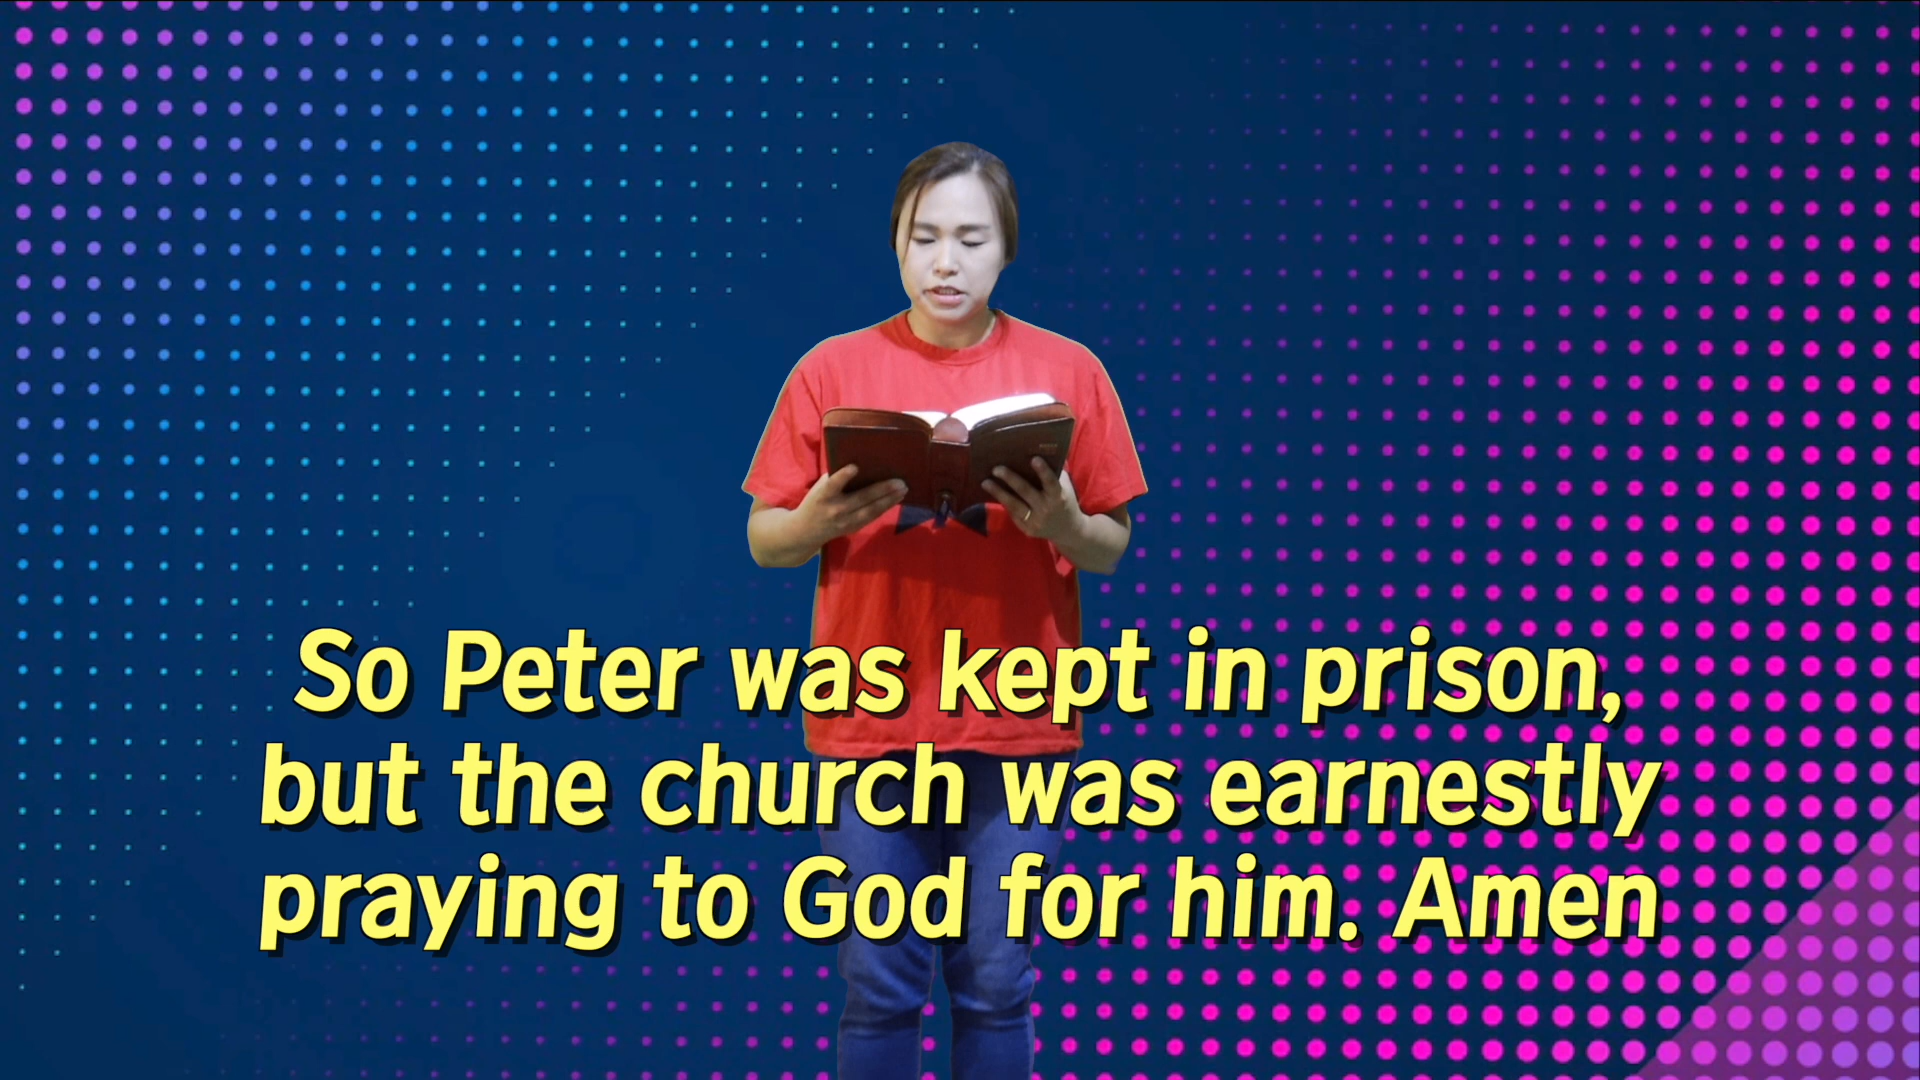 So Peter was kept in prison,
but the church was earnestly
praying to God for him. Amen